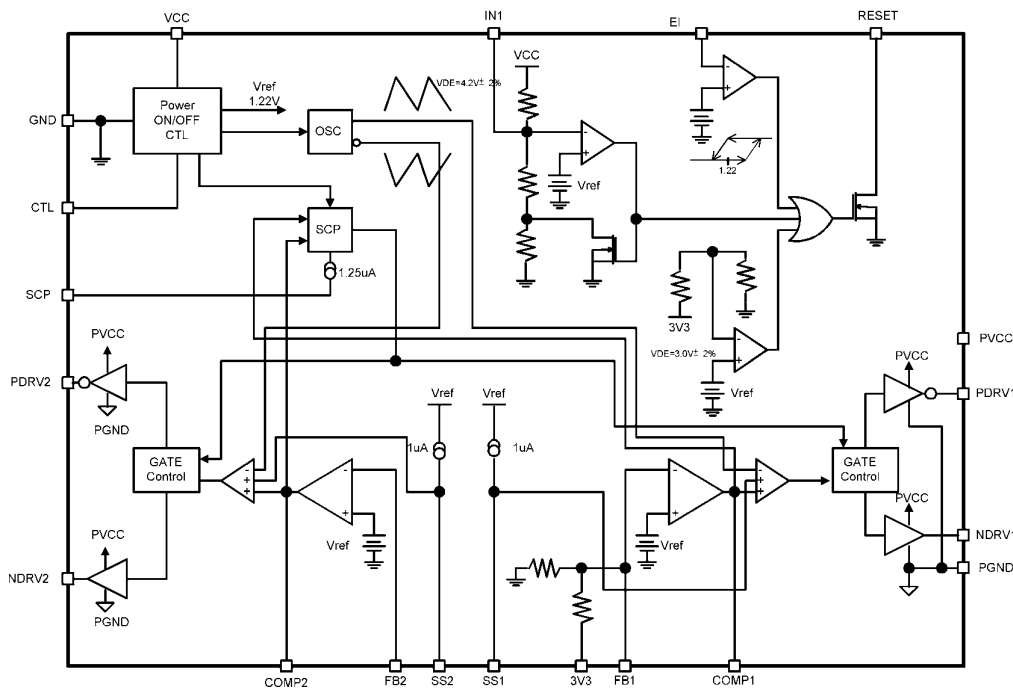 VCC
IN1
EI
RESET
VCC
Vref
1.22V
VDE=4.2V± 2%
Power
ON/OFF
CTL
GND
OSC
-
+
-
+
Vref
1.22
CTL
SCP
1.25uA
SCP
3V3
VDE=3.0V± 2%
-
+
Vref
PVCC
PVCC
PVCC
PDRV2
PDRV1
PGND
Vref
Vref
1uA
1uA
GATE
Control
-
+
+
-
+
-
+
-
+
+
GATE
Control
PVCC
PVCC
Vref
Vref
NDRV2
NDRV1
PGND
PGND
3V3
COMP2
FB2
SS2
SS1
FB1
COMP1